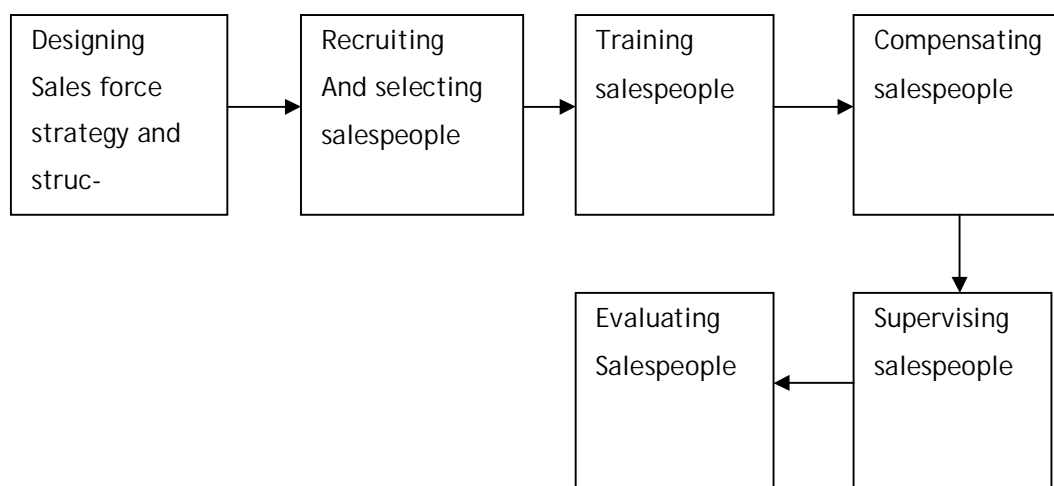 Designing
Sales force
strategy and
struc-
Recruiting
And selecting
salespeople
Training
salespeople
Compensating
salespeople
Supervising
salespeople
Evaluating
Salespeople